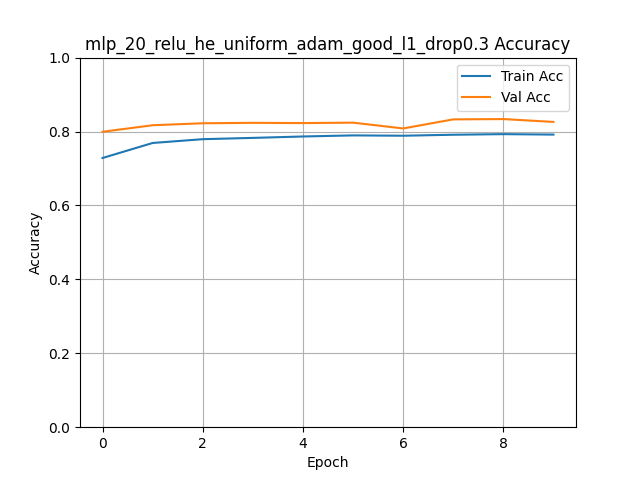 mlp_20_relu_he_uniform_adam_good_l1_drop0.3 Accuracy
Train Acc
Val Acc
1.0
0.8
0.6
0.4
0.2
0.0
Accuracy
0 2 4 6 8
Epoch